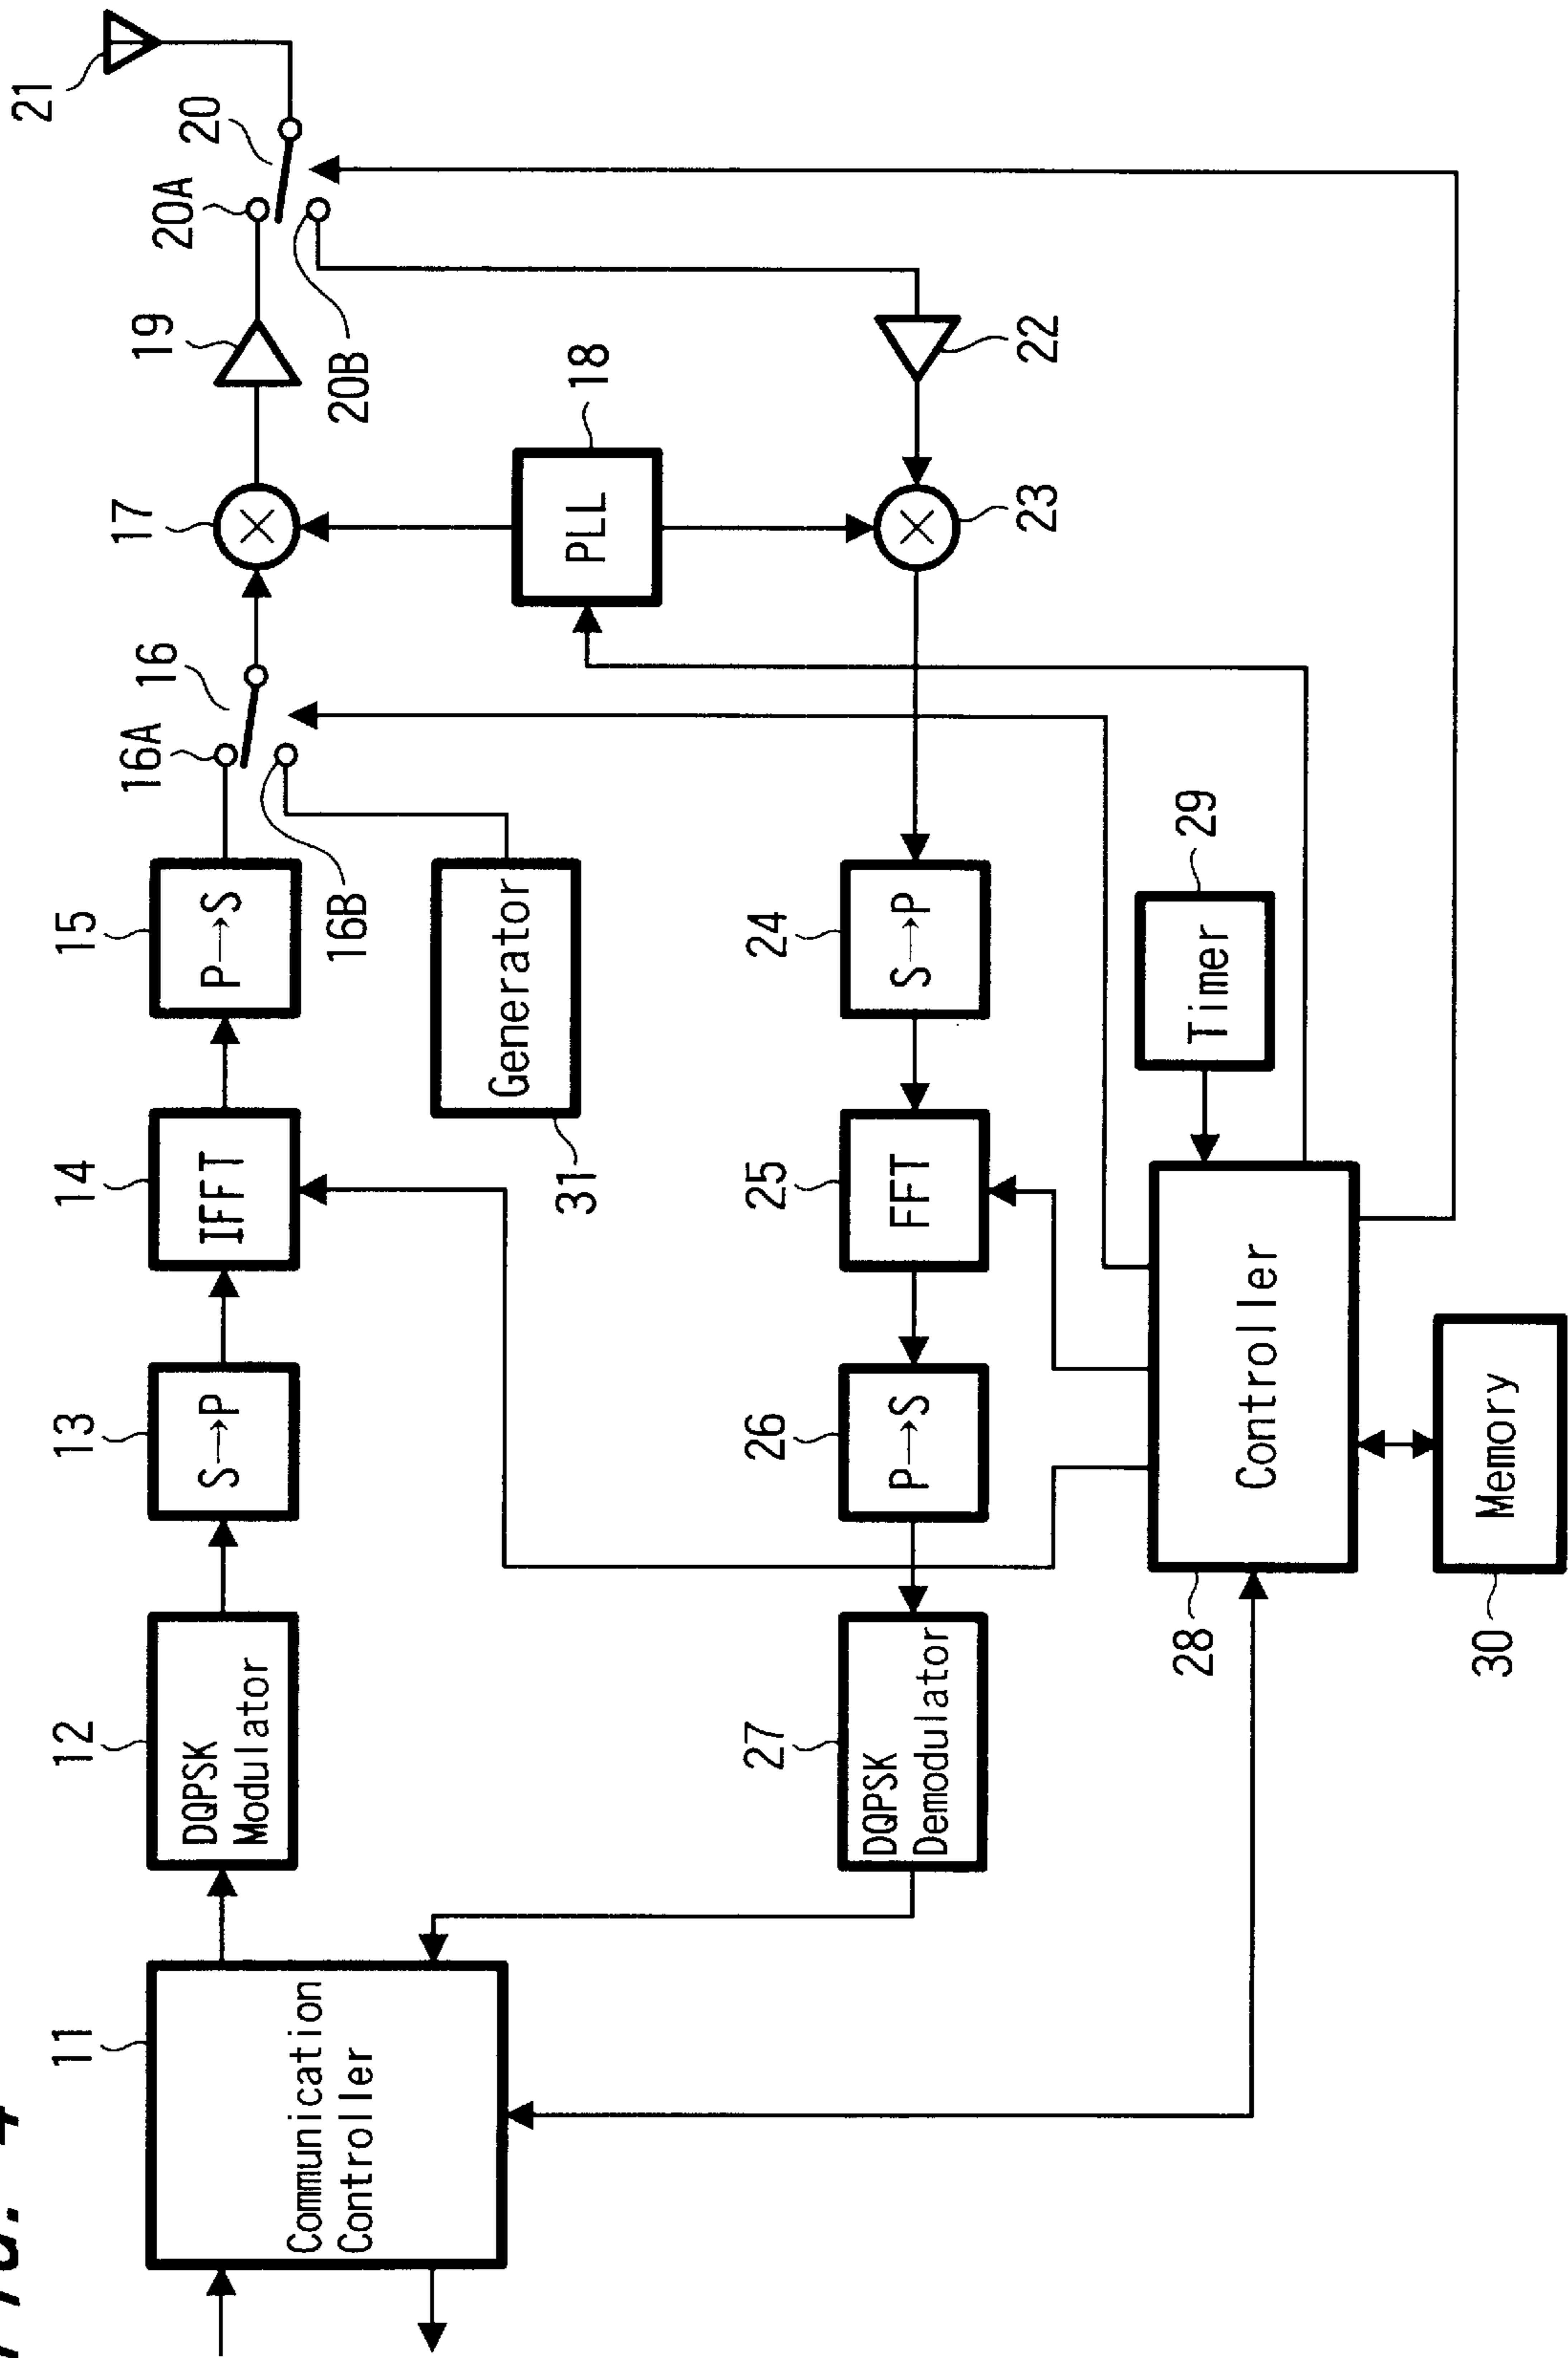 21
20
20A
19
20B
17
18
PLL
22
23
16
16A
16B
15
P→S
Generator
31
14
IFFT
13
S→P
12
DQPSK
Modulator
11
Communication
Controller
24
S→P
25
FFT
26
P→S
27
DQPSK
Demodulator
29
Timer
28
Controller
30
Memory